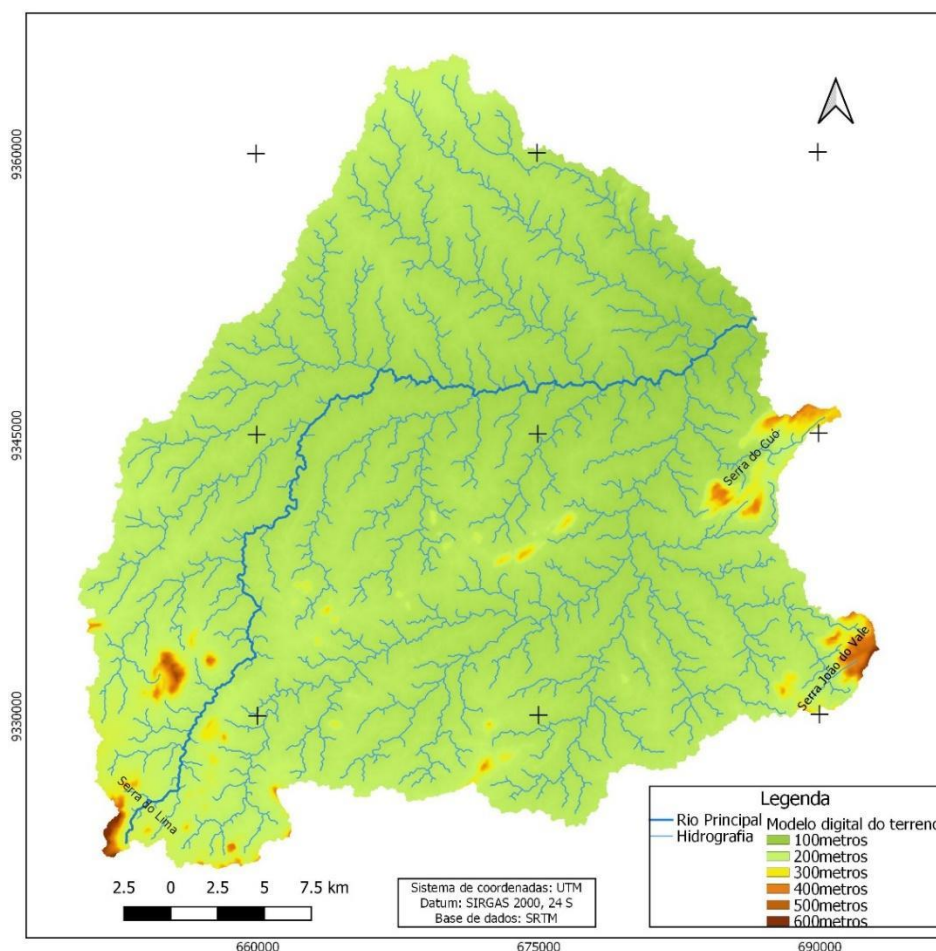 9360000
9345000
9330000
Serra do Cuó
Serra João do Vale
Serra do Lima
Legenda
Rio Principal
Hidrografia
Modelo digital do terreno
100metros
200metros
300metros
400metros
500metros
600metros
2.5 0 2.5 5 7.5 km
Sistema de coordenadas: UTM
Datum: SIRGAS 2000, 24 S
Base de dados: SRTM
660000 675000 690000